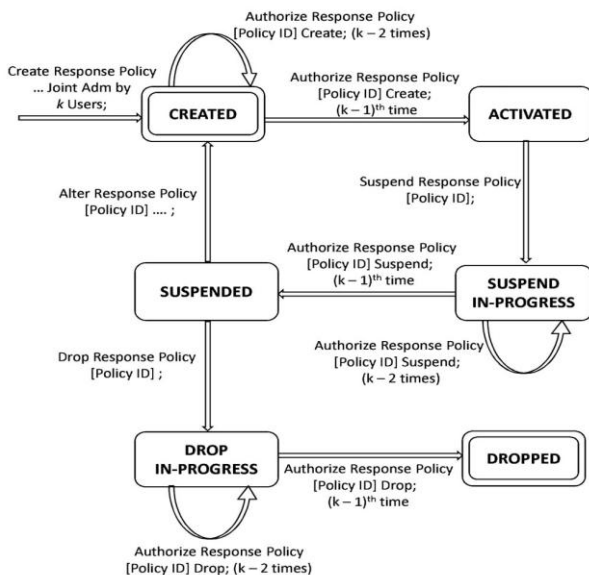 Authorize Response Policy
[Policy ID] Create; (k – 2 times)
Create Response Policy
... Joint Adm by
k Users;
CREATED
Authorize Response Policy
[Policy ID] Create;
(k – 1)th time
ACTIVATED
Alter Response Policy
[Policy ID] .... ;
Suspend Response Policy
[Policy ID];
SUSPENDED
Authorize Response Policy
[Policy ID] Suspend;
(k – 1)th time
SUSPEND
IN-PROGRESS
Authorize Response Policy
[Policy ID] Suspend;
(k – 2 times)
Drop Response Policy
[Policy ID] ;
DROP
IN-PROGRESS
Authorize Response Policy
[Policy ID] Drop;
(k – 1)th time
DROPPED
Authorize Response Policy
[Policy ID] Drop; (k – 2 times)